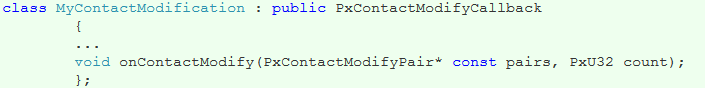 class MyContactModification : public PxContactModifyCallback
{
...
void onContactModify(PxContactModifyPair* const pairs, PxU32 count);
};